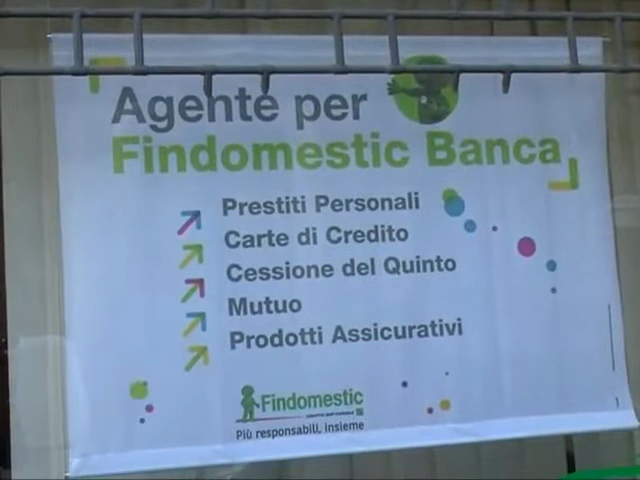 Agente per
Findomestic Banca
Prestiti Personali
Carte di Credito
Cessione del Quinto
Mutuo
Prodotti Assicurativi
Findomestic
Più responsabili, insieme